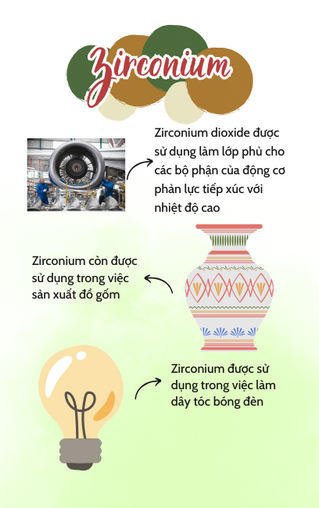 Zirconium
Zirconium dioxide được
sử dụng làm lớp phủ cho
các bộ phận của động cơ
phản lực tiếp xúc với
nhiệt độ cao
Zirconium còn được
sử dụng trong việc
sản xuất đồ gốm
Zirconium được sử
dụng trong việc làm
dây tóc bóng đèn